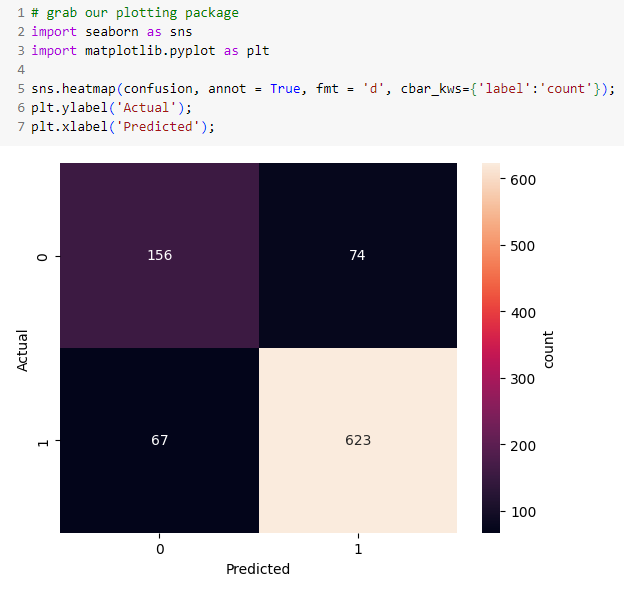 1 # grab our plotting package
2 import seaborn as sns
3 import matplotlib.pyplot as plt
4
5 sns.heatmap(confusion, annot = True, fmt = 'd', cbar_kws={'label':'count'});
6 plt.ylabel('Actual');
7 plt.xlabel('Predicted');
Actual
0
1
156
74
67
623
0
1
Predicted
600
500
400
300
200
100
count